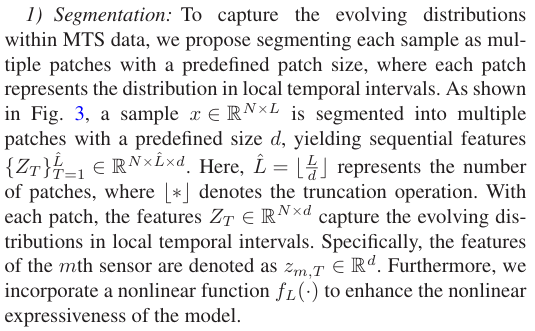 1) Segmentation: To capture the evolving distributions
within MTS data, we propose segmenting each sample as mul-
tiple patches with a predefined patch size, where each patch
represents the distribution in local temporal intervals. As shown
in Fig. 3, a sample $x \in \mathbb{R}^{N \times L}$ is segmented into multiple
patches with a predefined size $d$, yielding sequential features
$\{Z_T\}_{T=1}^{\hat{L}} \in \mathbb{R}^{N \times \hat{L} \times d}$. Here, $\hat{L} = \lfloor \frac{L}{d} \rfloor$ represents the number
of patches, where $\lfloor * \rfloor$ denotes the truncation operation. With
each patch, the features $Z_T \in \mathbb{R}^{N \times d}$ capture the evolving dis-
tributions in local temporal intervals. Specifically, the features
of the $m$th sensor are denoted as $z_{m,T} \in \mathbb{R}^d$. Furthermore, we
incorporate a nonlinear function $f_L(\cdot)$ to enhance the nonlinear
expressiveness of the model.